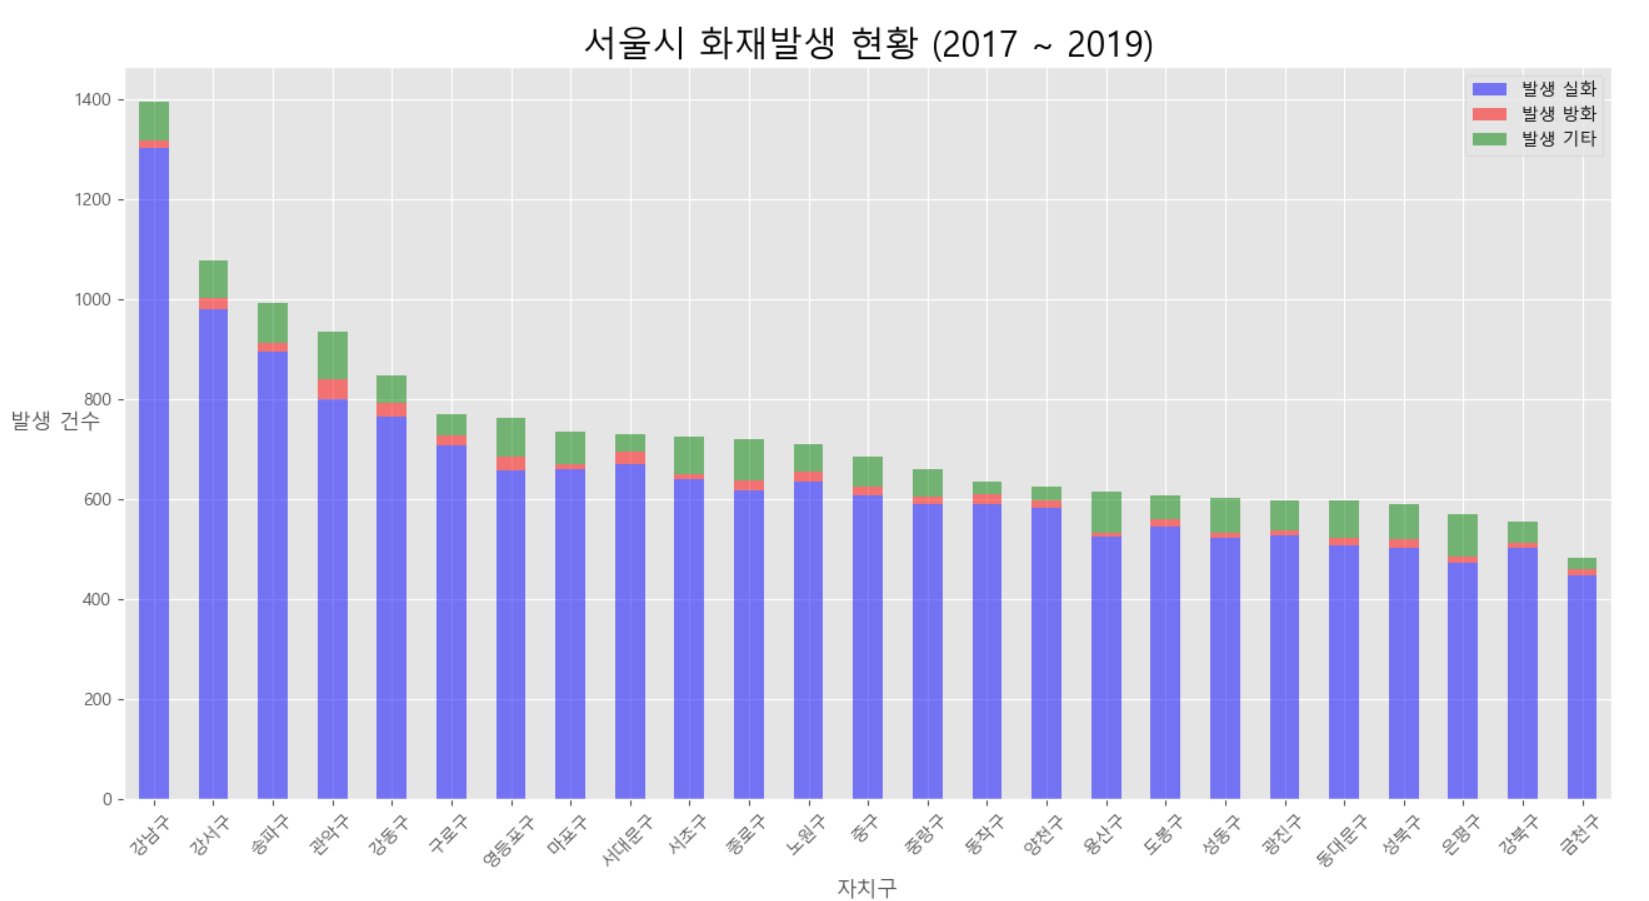 서울시 화재발생 현황 (2017 ~ 2019)
발생 실화
발생 방화
발생 기타
1400
1200
1000
800
발생 건수
600
400
200
0
강남구
강서구
송파구
관악구
강동구
구로구
영등포구
마포구
서대문구
서초구
종로구
노원구
중구
중랑구
동작구
양천구
용산구
도봉구
성동구
광진구
동대문구
성북구
은평구
강북구
금천구
자치구